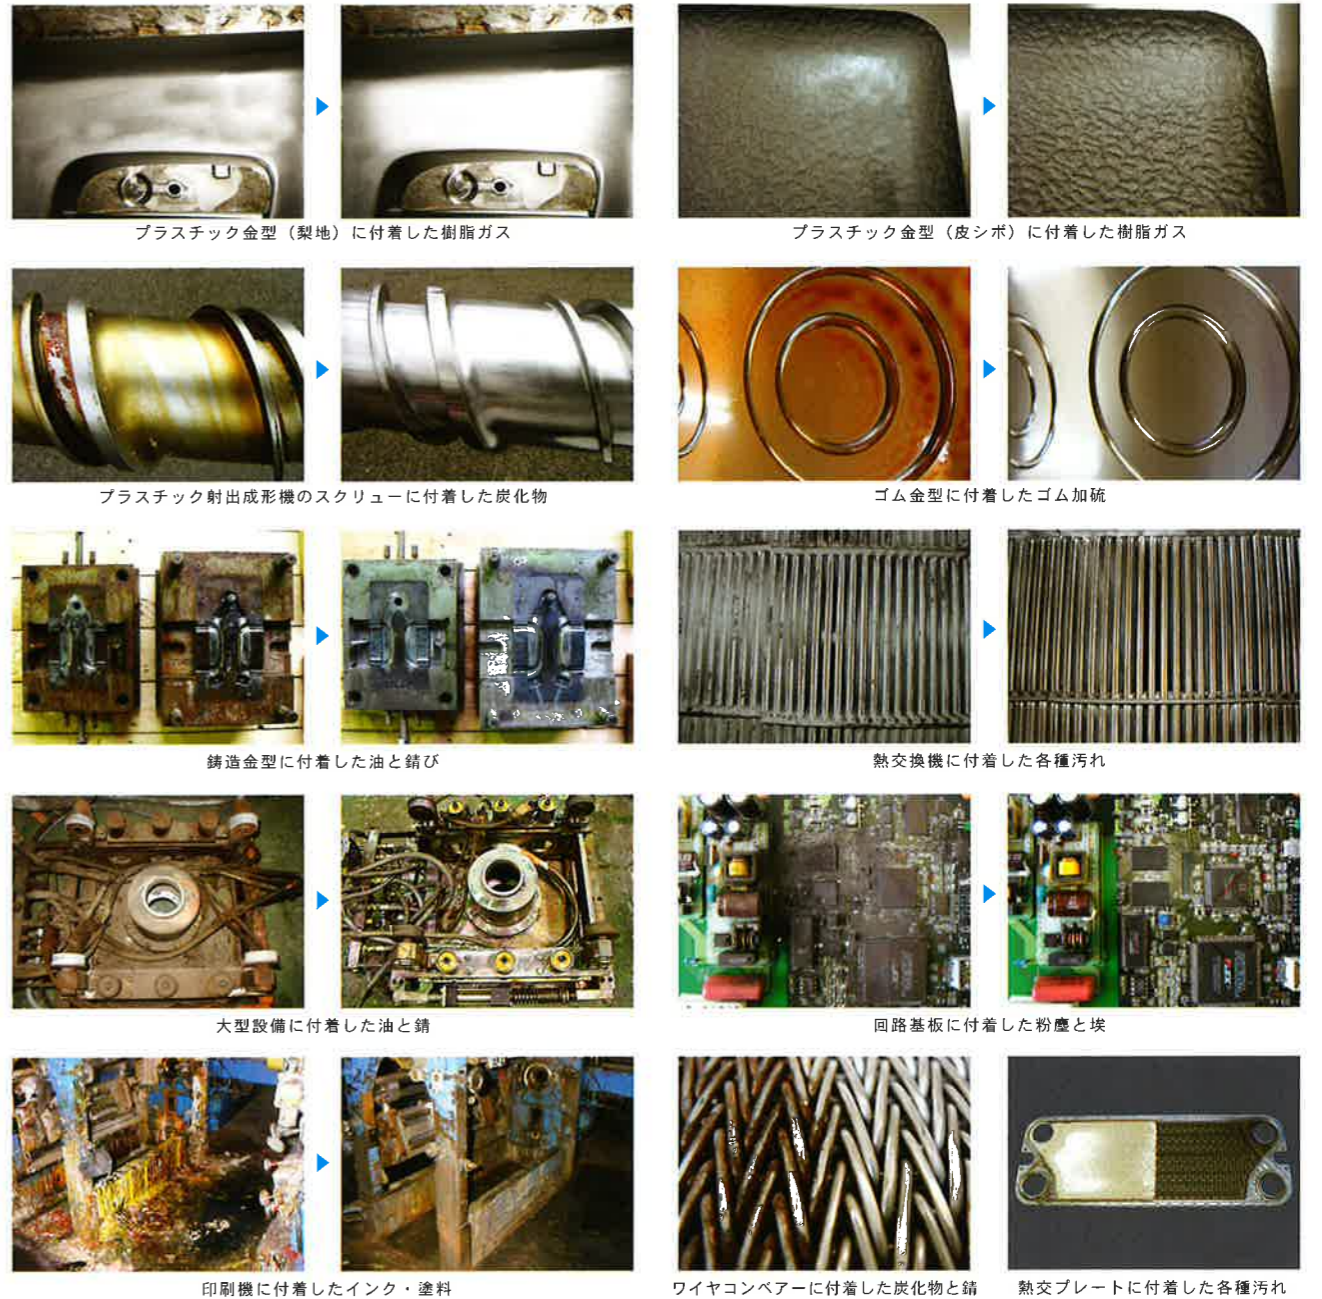 プラスチック金型（梨地）に付着した樹脂ガス
プラスチック金型（皮シボ）に付着した樹脂ガス
プラスチック射出成形機のスクリューに付着した炭化物
ゴム金型に付着したゴム加硫
鋳造金型に付着した油と錆び
熱交換機に付着した各種汚れ
大型設備に付着した油と錆
回路基板に付着した粉塵と埃
印刷機に付着したインク・塗料
ワイヤコンベアーに付着した炭化物と錆
熱交プレートに付着した各種汚れ